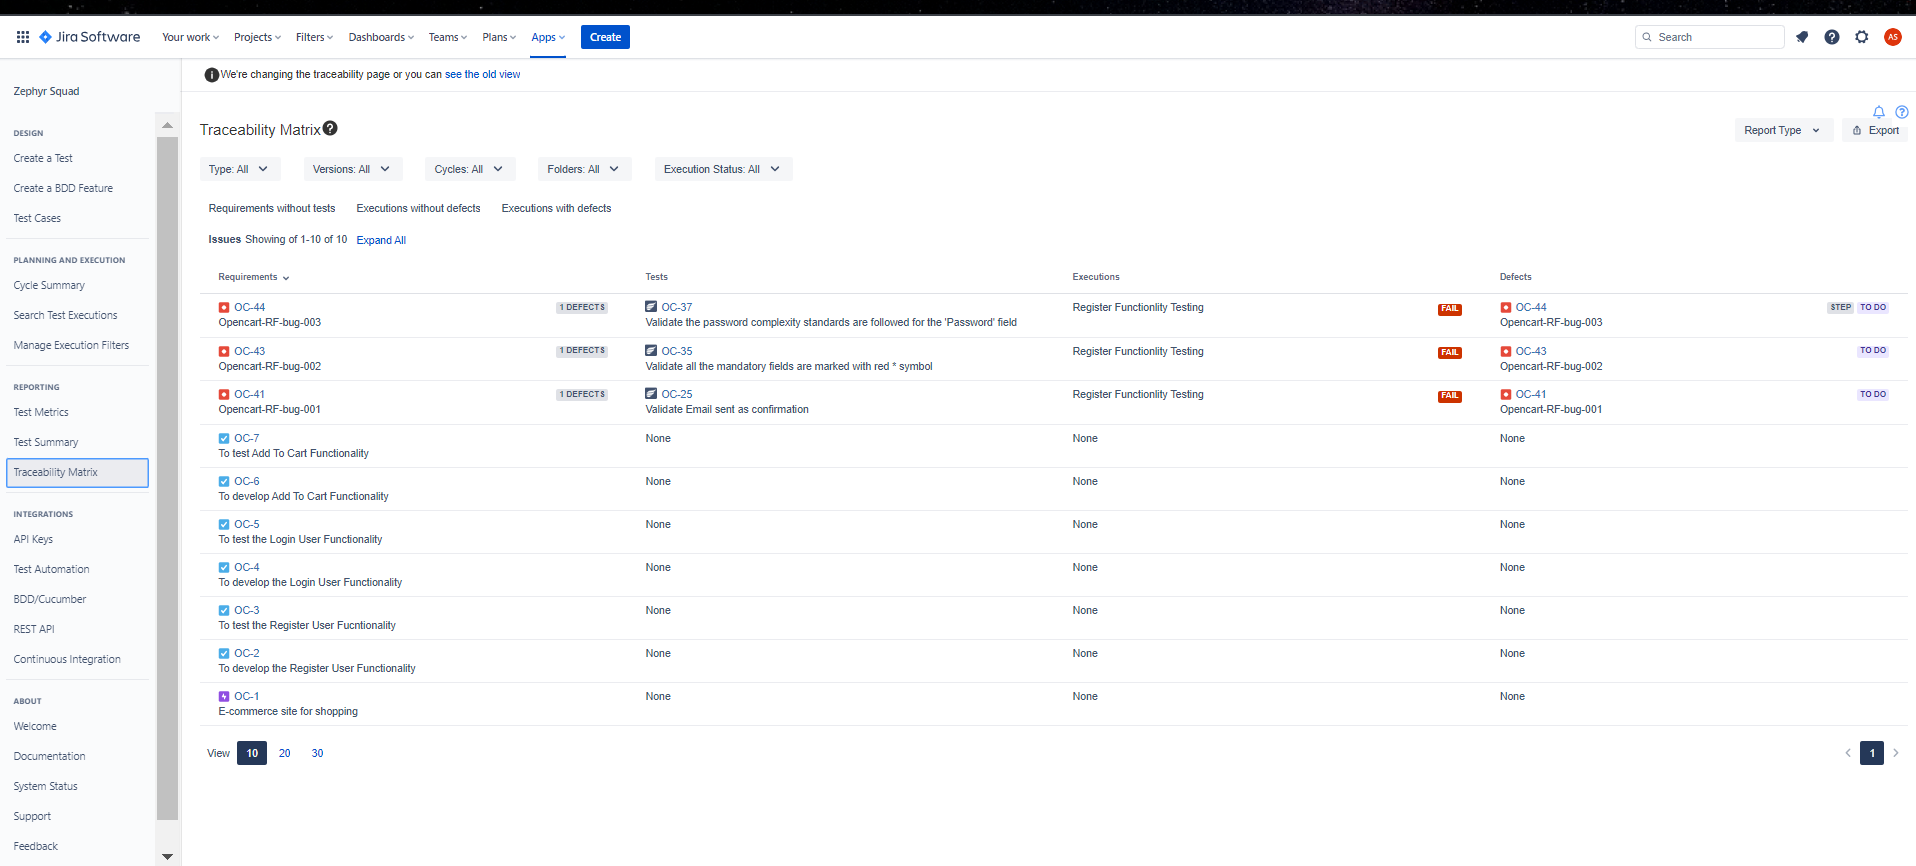 Jira Software Your work Projects Filters Dashboards Teams Plans Apps Create Search AS
We're changing the traceability page or you can see the old view
Zephyr Squad
DESIGN
Create a Test
Create a BDD Feature
Test Cases
PLANNING AND EXECUTION
Cycle Summary
Search Test Executions
Manage Execution Filters
REPORTING
Test Metrics
Test Summary
Traceability Matrix
INTEGRATIONS
API Keys
Test Automation
BDD/Cucumber
REST API
Continuous Integration
ABOUT
Welcome
Documentation
System Status
Support
Feedback
Traceability Matrix
Report Type Export
Type: All Versions: All Cycles: All Folders: All Execution Status: All
Requirements without tests Executions without defects Executions with defects
Issues Showing of 1-10 of 10 Expand All
Requirements Tests Executions Defects
OC-44 1 DEFECTS OC-37 Register Functionlity Testing FAIL OC-44 STEP TO DO
Opencart-RF-bug-003 Validate the password complexity standards are followed for the 'Password' field Opencart-RF-bug-003
OC-43 1 DEFECTS OC-35 Register Functionlity Testing FAIL OC-43 TO DO
Opencart-RF-bug-002 Validate all the mandatory fields are marked with red * symbol Opencart-RF-bug-002
OC-41 1 DEFECTS OC-25 Register Functionlity Testing FAIL OC-41 TO DO
Opencart-RF-bug-001 Validate Email sent as confirmation Opencart-RF-bug-001
OC-7 None None None
To test Add To Cart Functionality
OC-6 None None None
To develop Add To Cart Functionality
OC-5 None None None
To test the Login User Functionality
OC-4 None None None
To develop the Login User Functionality
OC-3 None None None
To test the Register User Fucntionality
OC-2 None None None
To develop the Register User Functionality
OC-1 None None None
E-commerce site for shopping
View 10 20 30 1